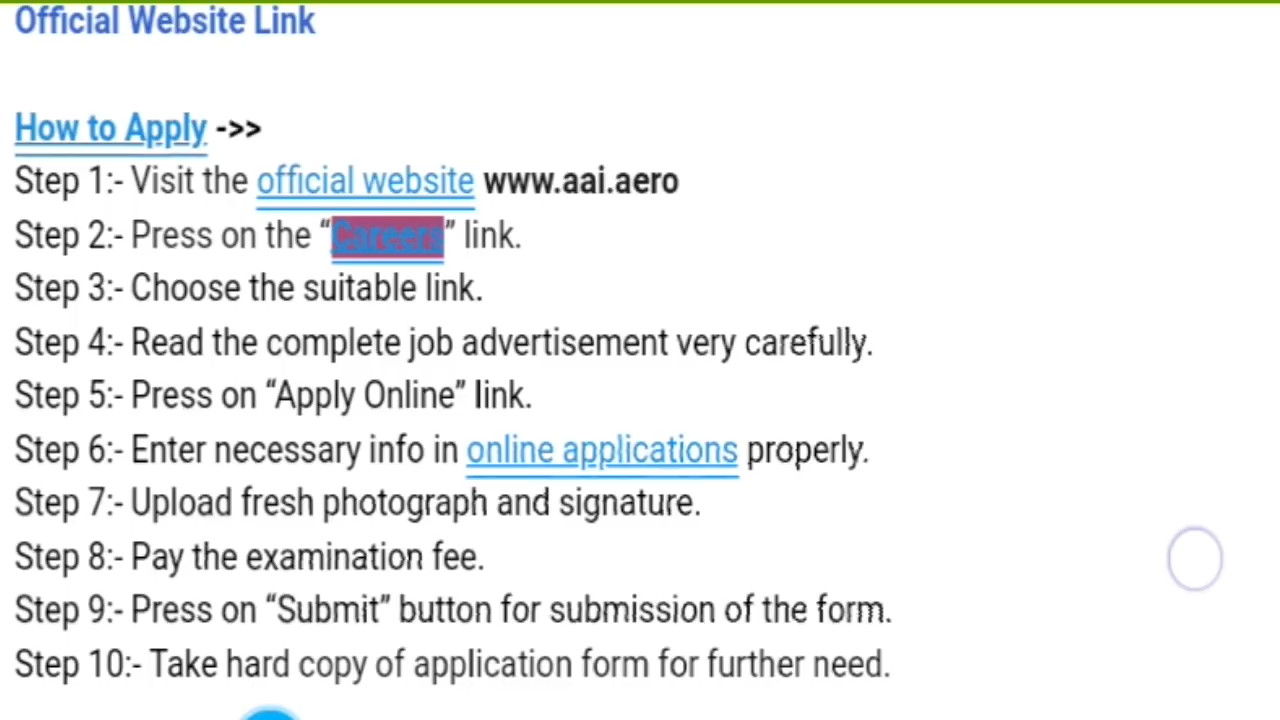 Official Website Link
How to Apply ->>
Step 1:- Visit the official website www.aai.aero
Step 2:- Press on the “Careers” link.
Step 3:- Choose the suitable link.
Step 4:- Read the complete job advertisement very carefully.
Step 5:- Press on “Apply Online” link.
Step 6:- Enter necessary info in online applications properly.
Step 7:- Upload fresh photograph and signature.
Step 8:- Pay the examination fee.
Step 9:- Press on “Submit” button for submission of the form.
Step 10:- Take hard copy of application form for further need.